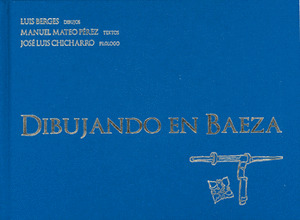 LUIS BERGES DIBUJOS
MANUEL MATEO PÉREZ TEXTOS
JOSÉ LUIS CHICHARRO PRÓLOGO
DIBUJANDO EN BAEZA